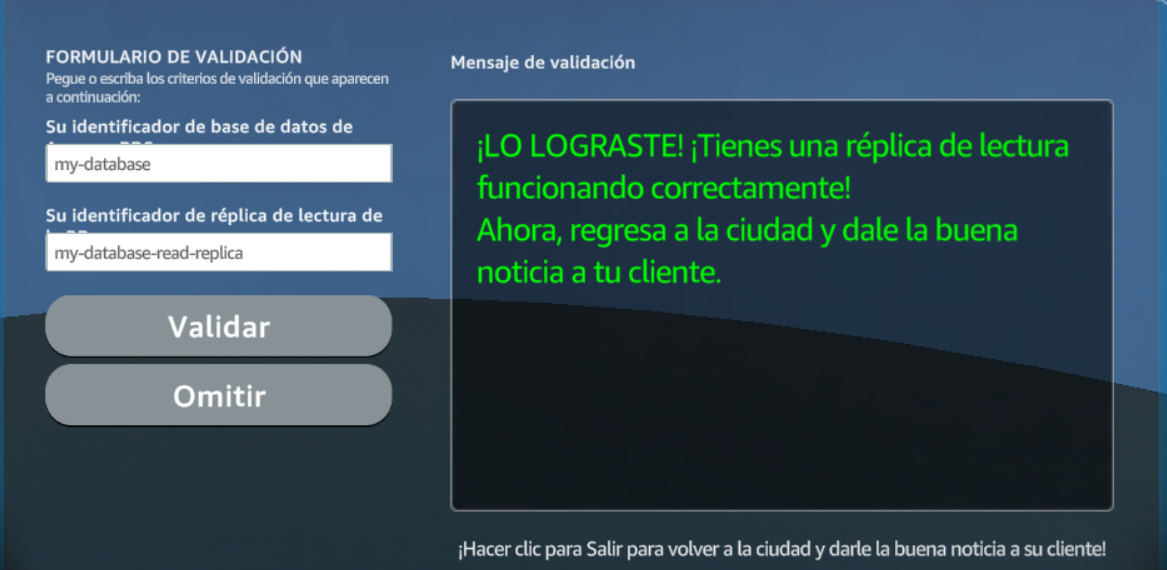 FORMULARIO DE VALIDACIÓN
Pegue o escriba los criterios de validación que aparecen
a continuación:
Su identificador de base de datos de
my-database
Su identificador de réplica de lectura de
my-database-read-replica
Validar
Omitir
Mensaje de validación
¡LO LOGRASTE! ¡Tienes una réplica de lectura
funcionando correctamente!
Ahora, regresa a la ciudad y dale la buena
noticia a tu cliente.
¡Hacer clic para Salir para volver a la ciudad y darle la buena noticia a su cliente!